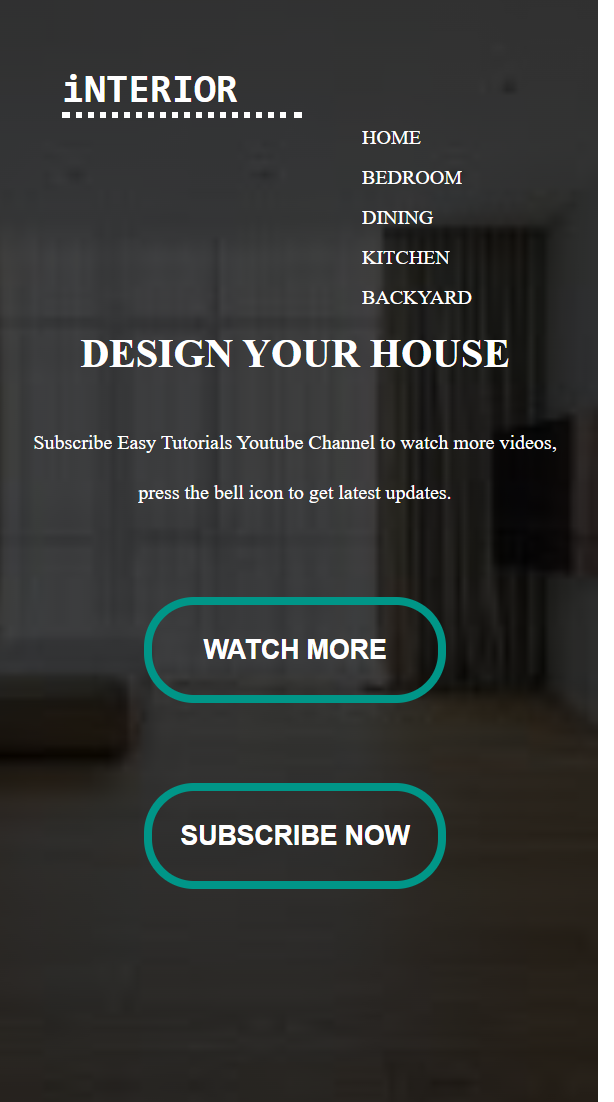 iNTERIOR
HOME
BEDROOM
DINING
KITCHEN
BACKYARD
DESIGN YOUR HOUSE
Subscribe Easy Tutorials Youtube Channel to watch more videos,
press the bell icon to get latest updates.
WATCH MORE
SUBSCRIBE NOW